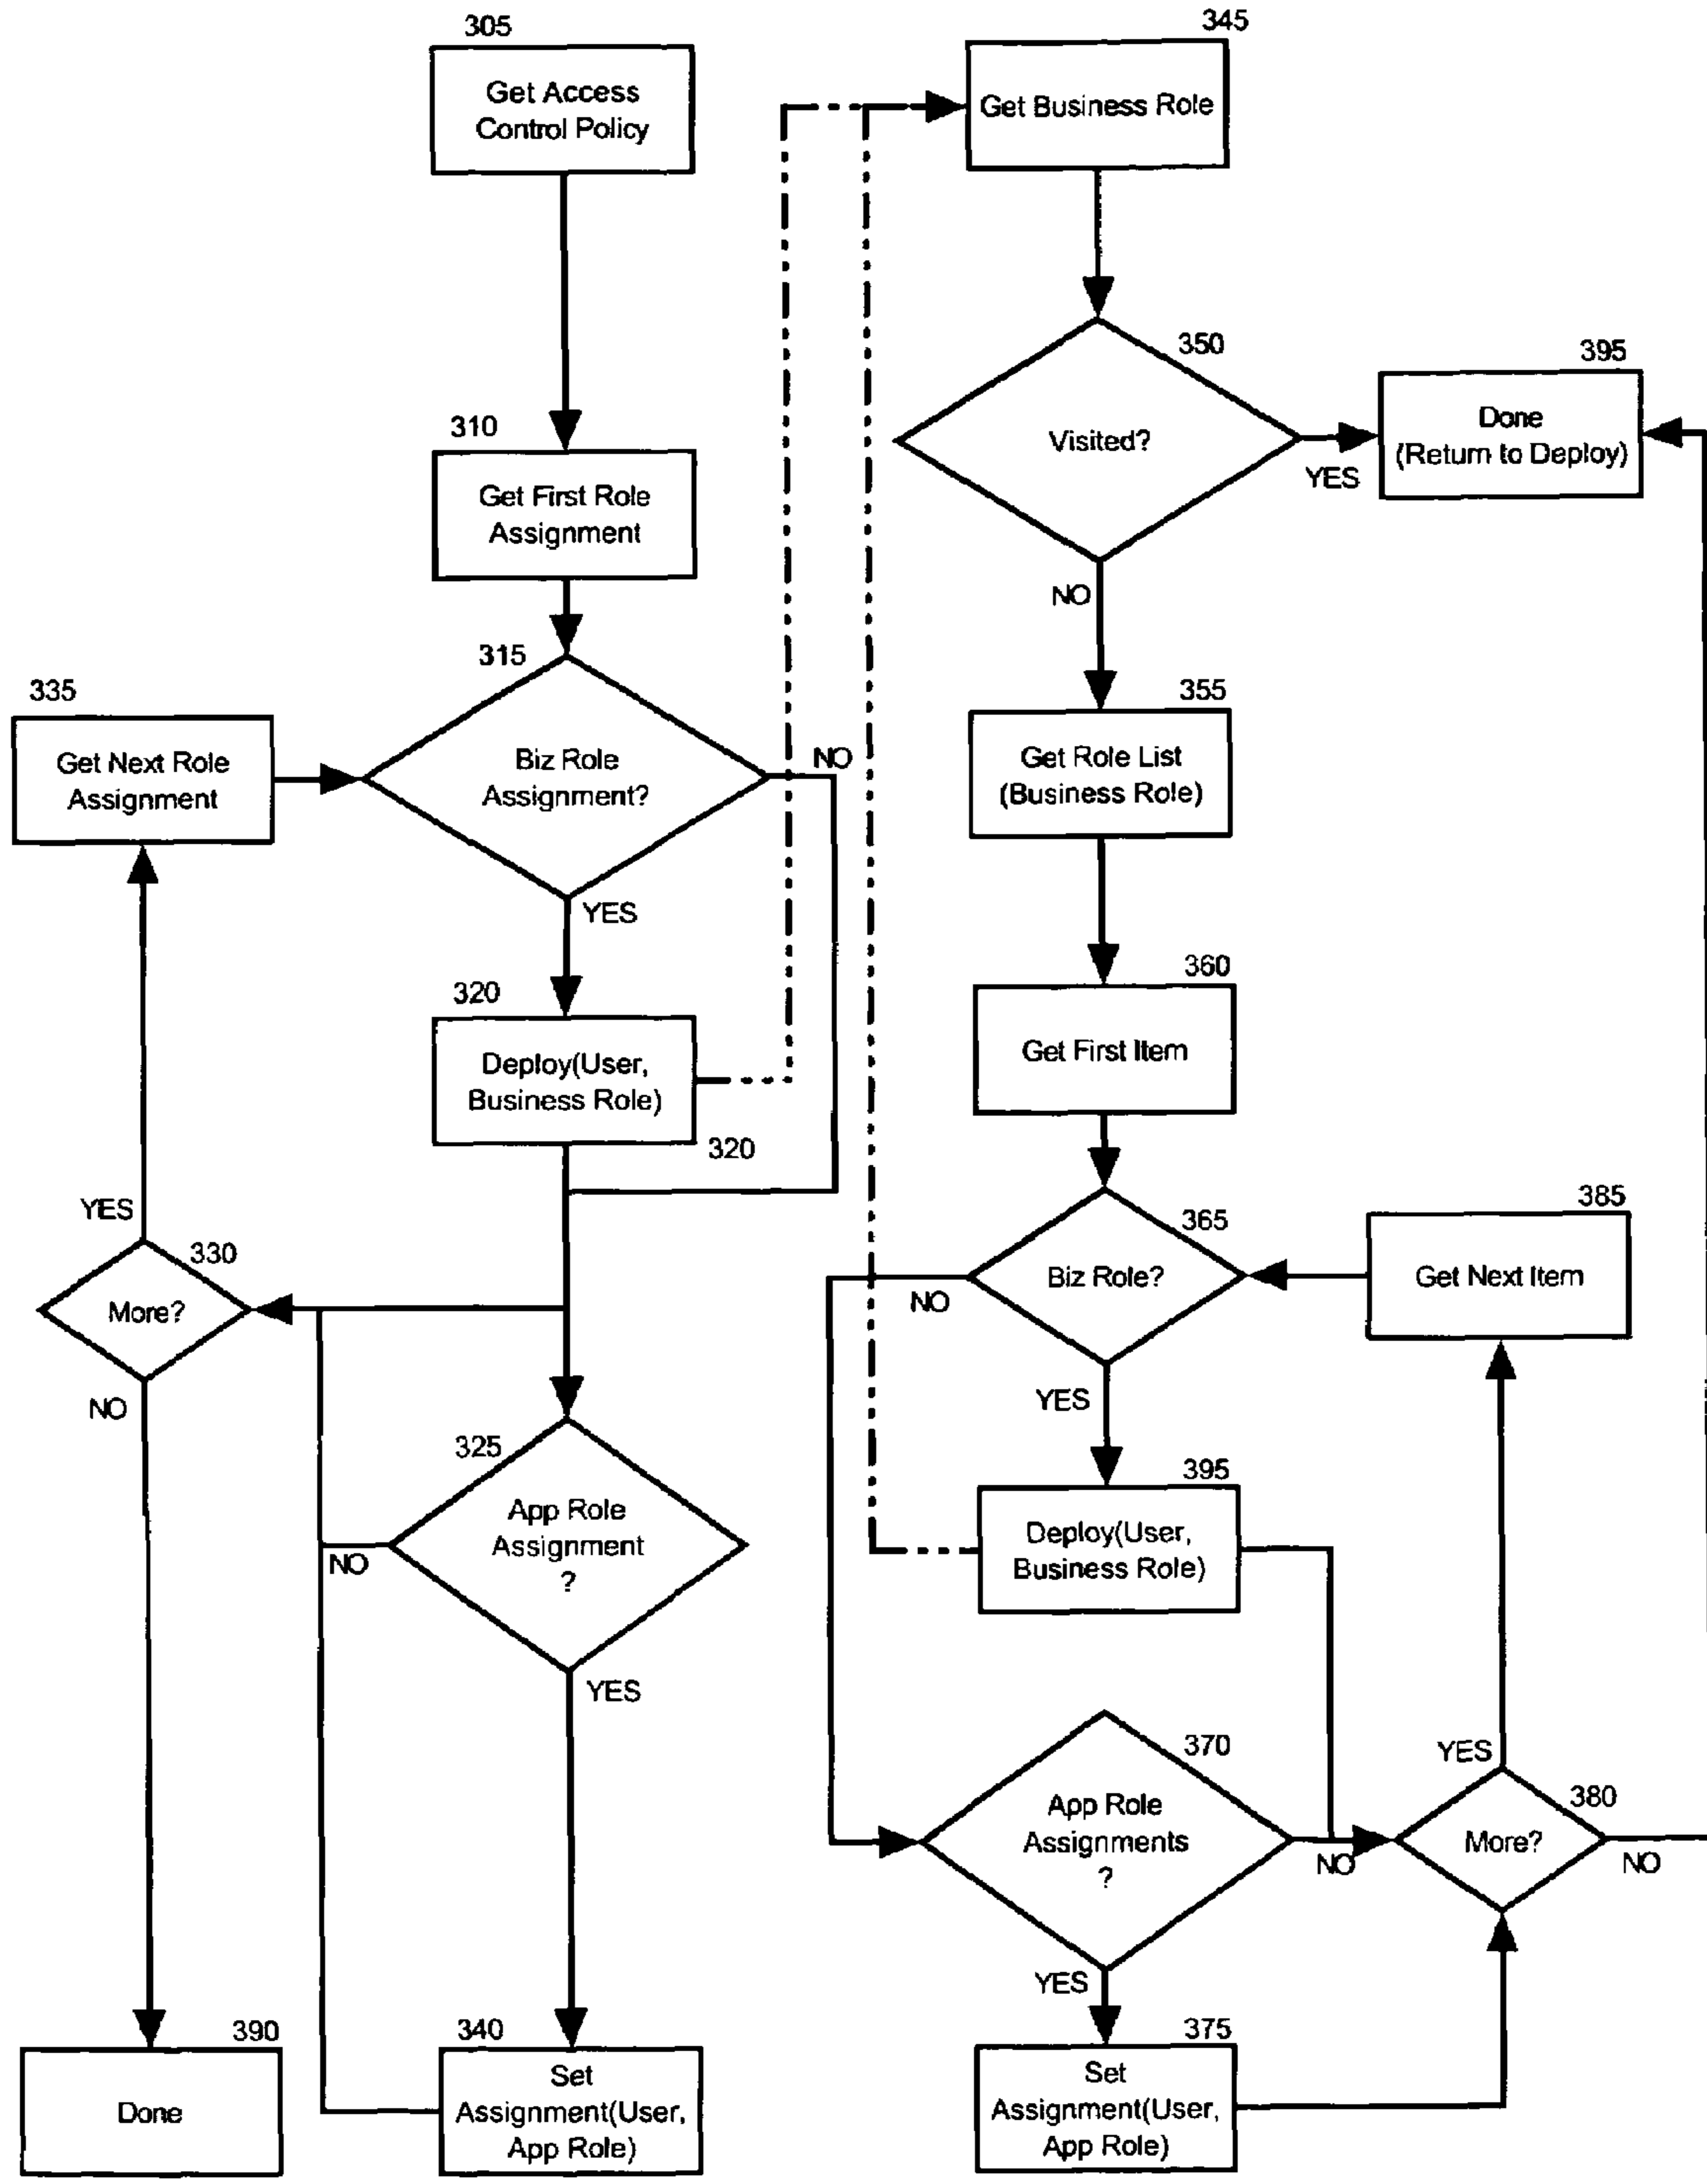 305
Get Access
Control Policy
310
Get First Role
Assignment
315
Biz Role
Assignment?
NO
YES
335
Get Next Role
Assignment
320
Deploy(User,
Business Role)
320
YES
330
More?
NO
325
App Role
Assignment
?
NO
YES
390
Done
340
Set
Assignment(User,
App Role)
345
Get Business Role
350
Visited?
YES
NO
395
Done
(Return to Deploy)
355
Get Role List
(Business Role)
360
Get First Item
365
Biz Role?
NO
YES
385
Get Next Item
395
Deploy(User,
Business Role)
370
App Role
Assignments
?
NO
YES
YES
380
More?
NO
375
Set
Assignment(User,
App Role)